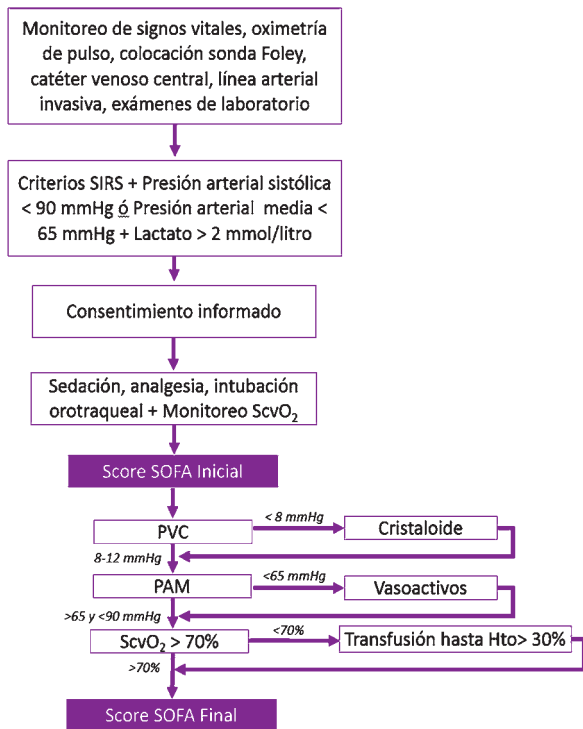 Monitoreo de signos vitales, oximetría
de pulso, colocación sonda Foley,
catéter venoso central, línea arterial
invasiva, exámenes de laboratorio
Criterios SIRS + Presión arterial sistólica
< 90 mmHg ó Presión arterial media <
65 mmHg + Lactato > 2 mmol/litro
Consentimiento informado
Sedación, analgesia, intubación
orotraqueal + Monitoreo ScvO₂
Score SOFA Inicial
PVC
< 8 mmHg
Cristaloide
8-12 mmHg
PAM
<65 mmHg
Vasoactivos
>65 y <90 mmHg
ScvO₂ > 70%
<70%
Transfusión hasta Hto> 30%
>70%
Score SOFA Final